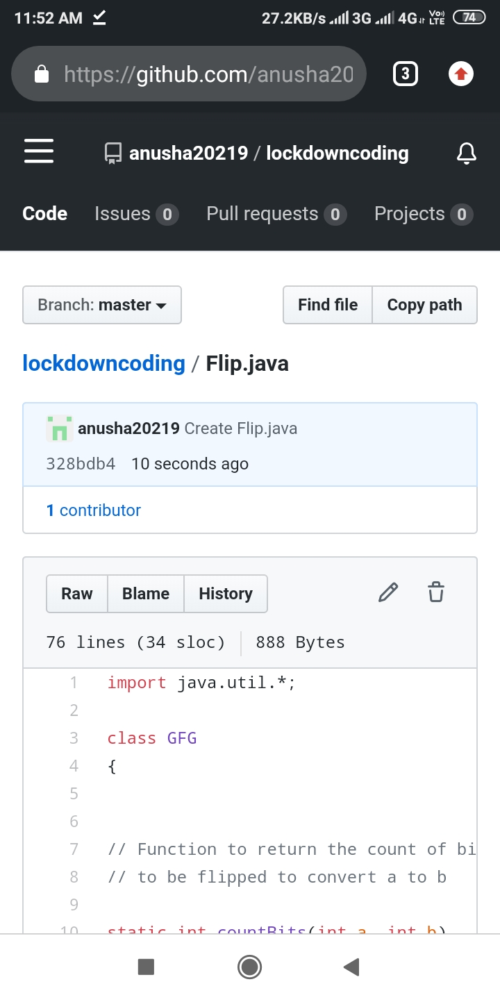 11:52 AM 27.2KB/s 3G 4G Vo)) LTE 74
https://github.com/anusha20 3
anusha20219 / lockdowncoding
Code Issues 0 Pull requests 0 Projects 0
Branch: master Find file Copy path
lockdowncoding / Flip.java
anusha20219 Create Flip.java
328bdb4 10 seconds ago
1 contributor
Raw Blame History
76 lines (34 sloc) 888 Bytes
1 import java.util.*;
2
3 class GFG
4 {
5
6
7 // Function to return the count of bi
8 // to be flipped to convert a to b
9
10 static int countBits(int a, int b)